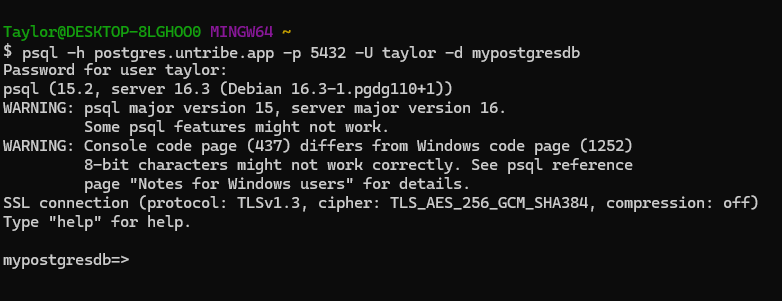 Taylor@DESKTOP-8LGHOO0 MINGW64 ~
$ psql -h postgres.untribe.app -p 5432 -U taylor -d mypostgresdb
Password for user taylor:
psql (15.2, server 16.3 (Debian 16.3-1.pgdg110+1))
WARNING: psql major version 15, server major version 16.
         Some psql features might not work.
WARNING: Console code page (437) differs from Windows code page (1252)
         8-bit characters might not work correctly. See psql reference
         page "Notes for Windows users" for details.
SSL connection (protocol: TLSv1.3, cipher: TLS_AES_256_GCM_SHA384, compression: off)
Type "help" for help.

mypostgresdb=>